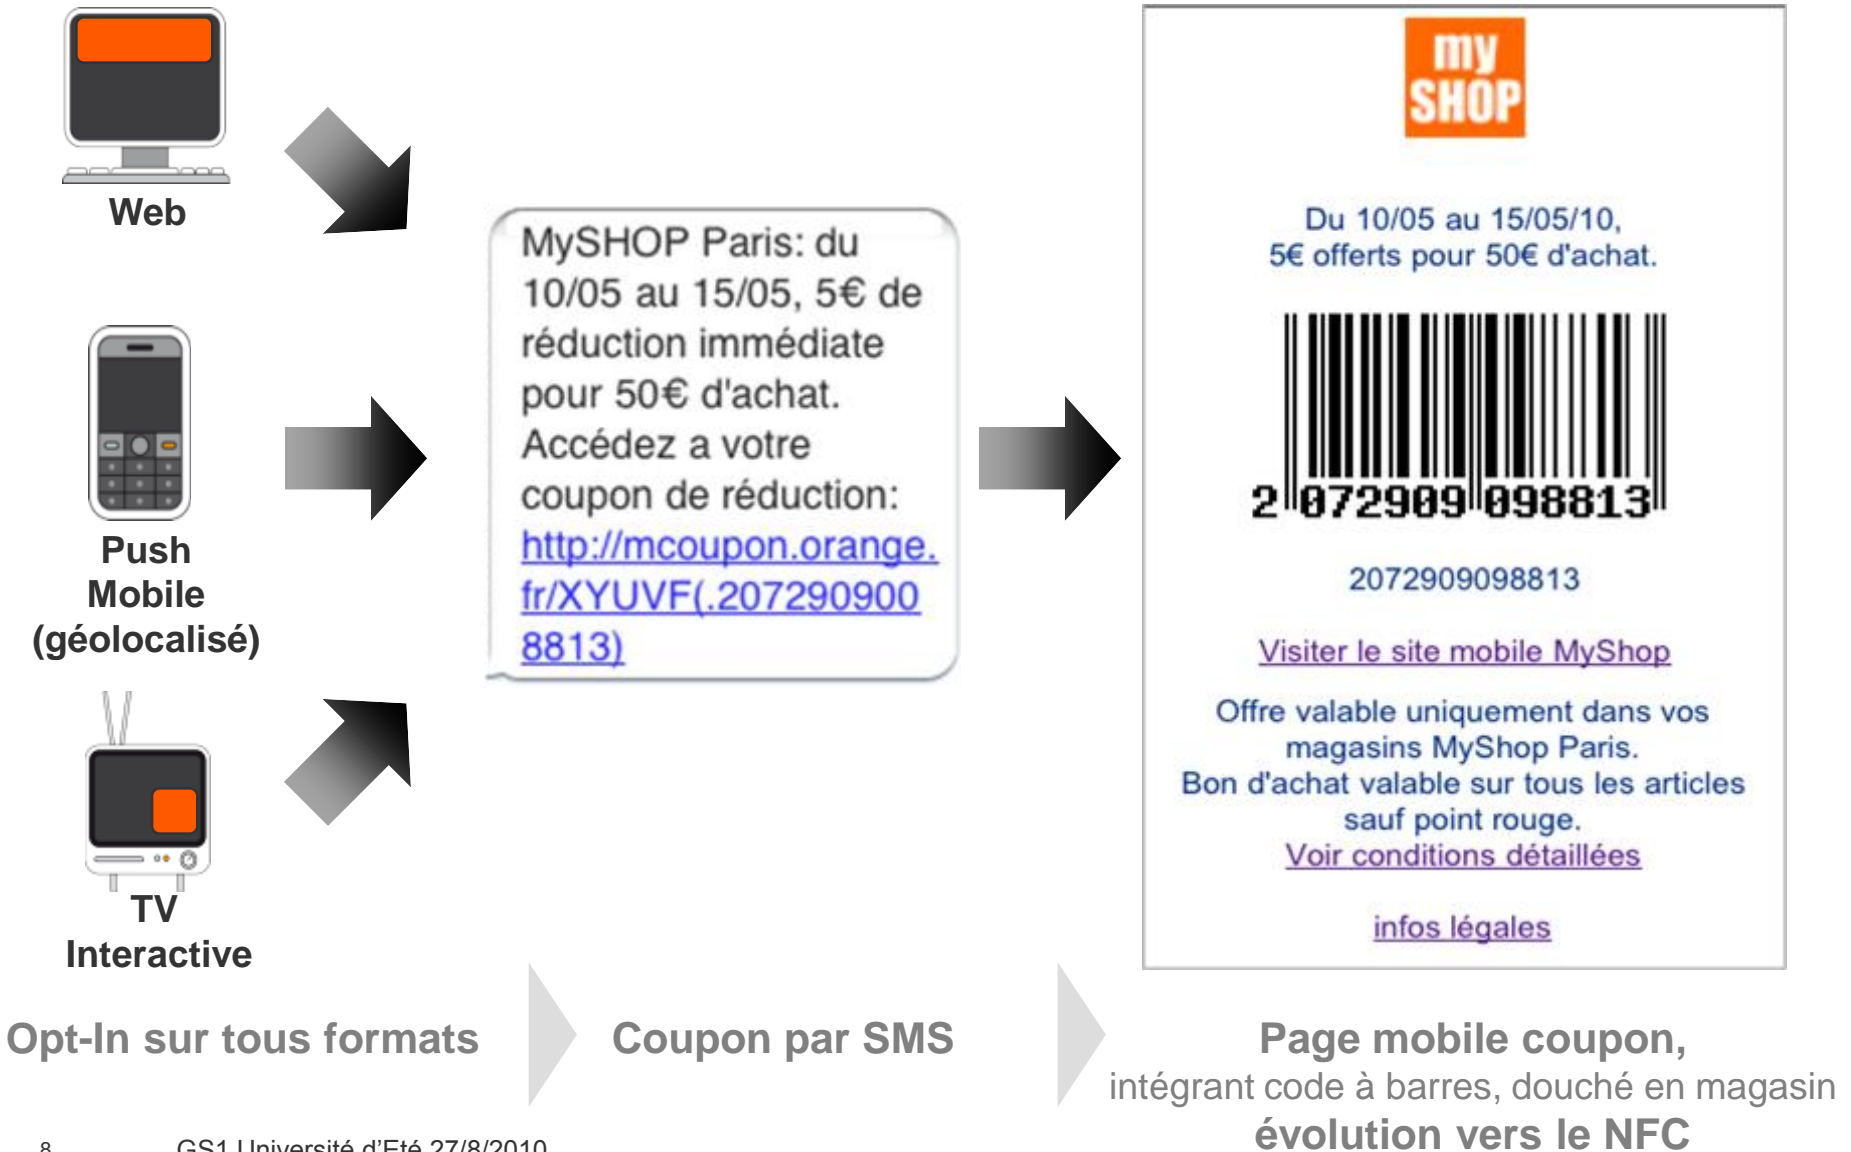 Web
Push
Mobile
(géolocalisé)
TV
Interactive
MySHOP Paris: du
10/05 au 15/05, 5€ de
réduction immédiate
pour 50€ d'achat.
Accédez a votre
coupon de réduction:
http://mcoupon.orange.
fr/XYUVF(.207290900
8813)
my
SHOP
Du 10/05 au 15/05/10,
5€ offerts pour 50€ d'achat.
2 072909 098813
2072909098813
Visiter le site mobile MyShop
Offre valable uniquement dans vos
magasins MyShop Paris.
Bon d'achat valable sur tous les articles
sauf point rouge.
Voir conditions détaillées
infos légales
Opt-In sur tous formats
Coupon par SMS
Page mobile coupon,
intégrant code à barres, douché en magasin
évolution vers le NFC
8 GS1 Université d'Eté 27/8/2010